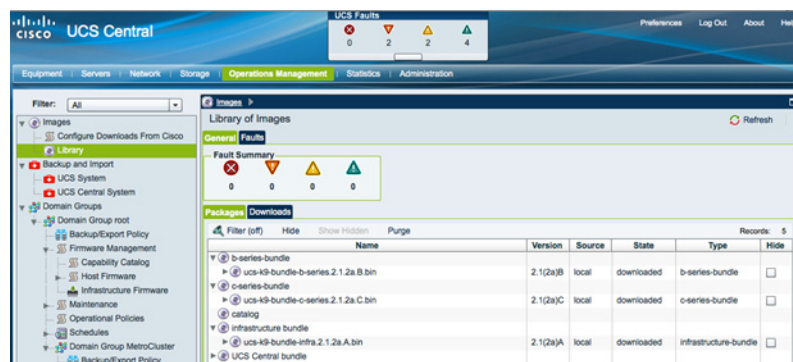 CISCO UCS Central
UCS Faults
0 2 2 4
Preferences Log Out About Hel
Equipment Servers Network Storage Operations Management Statistics Administration
Filter: All
Images
Configure Downloads From Cisco
Library
Backup and Import
UCS System
UCS Central System
Domain Groups
Domain Group root
Backup/Export Policy
Firmware Management
Capability Catalog
Host Firmware
Infrastructure Firmware
Maintenance
Operational Policies
Schedules
Domain Group MetroCluster
Backup/Export Policy
Images
Library of Images
Refresh
General Faults
Fault Summary
0 0 0 0
Packages Downloads
Filter (off) Hide Show Hidden Purge Records: 5
Name Version Source State Type Hide
b-series-bundle
ucs-k9-bundle-b-series.2.1.2a.B.bin 2.1(2a)B local downloaded b-series-bundle
c-series-bundle
ucs-k9-bundle-c-series.2.1.2a.C.bin 2.1(2a)C local downloaded c-series-bundle
catalog
infrastructure bundle
ucs-k9-bundle-infra.2.1.2a.A.bin 2.1(2a)A local downloaded infrastructure-bundle
UCS Central bundle